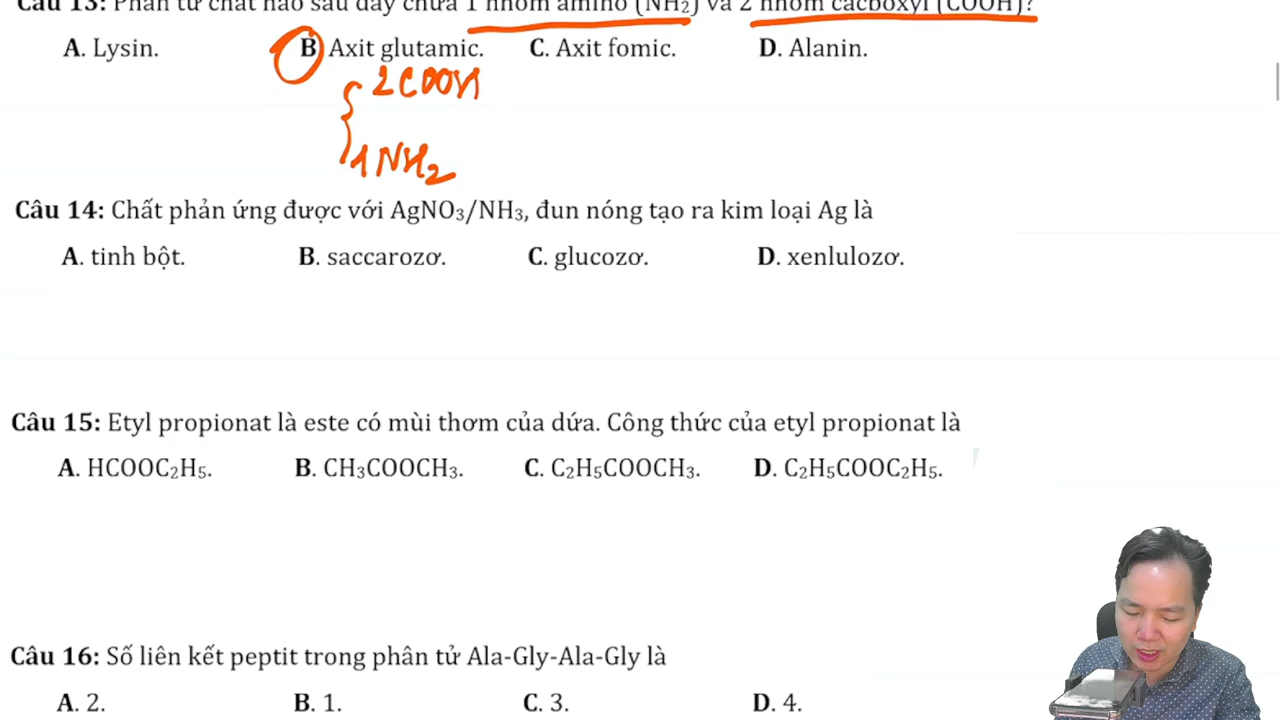 Câu 13: Phân tử chất nào sau đây chứa 1 nhóm amino (NH₂) và 2 nhóm cacboxyl (COOH)?
A. Lysin. B. Axit glutamic. C. Axit fomic. D. Alanin.
2COOH
1NH₂
Câu 14: Chất phản ứng được với AgNO₃/NH₃, đun nóng tạo ra kim loại Ag là
A. tinh bột. B. saccarozơ. C. glucozơ. D. xenlulozơ.
Câu 15: Etyl propionat là este có mùi thơm của dứa. Công thức của etyl propionat là
A. HCOOC₂H₅. B. CH₃COOCH₃. C. C₂H₅COOCH₃. D. C₂H₅COOC₂H₅.
Câu 16: Số liên kết peptit trong phân tử Ala-Gly-Ala-Gly là
A. 2. B. 1. C. 3. D. 4.